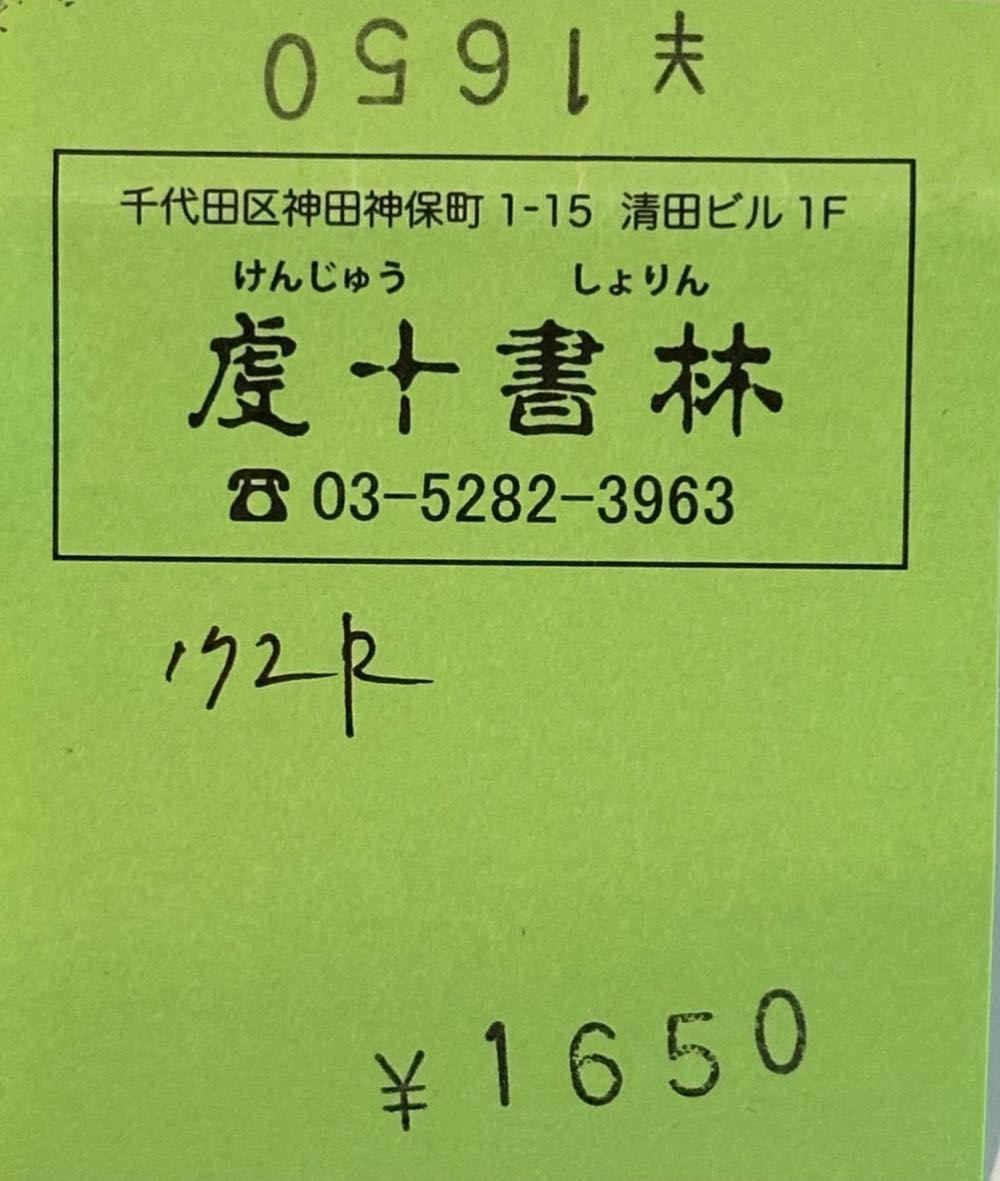 ¥1650
千代田区神田神保町 1-15 清田ビル 1F
けんじゅう しょりん
虔十書林
☎ 03-5282-3963
¥1650